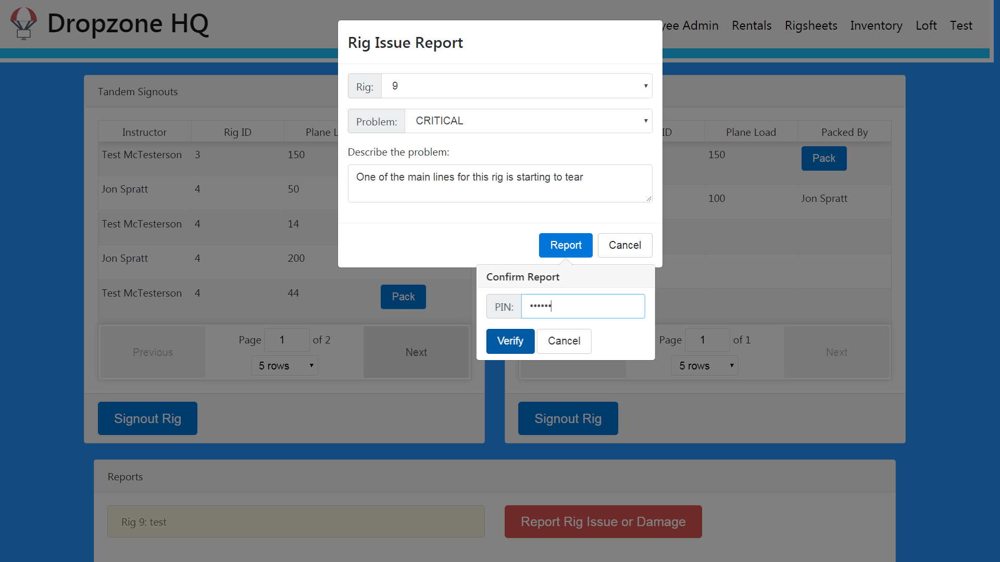 Dropzone HQ
yee Admin Rentals Rigsheets Inventory Loft Test
Rig Issue Report
Rig: 9
Problem: CRITICAL
Describe the problem:
One of the main lines for this rig is starting to tear
Report Cancel
Confirm Report
PIN: ••••••
Verify Cancel
Tandem Signouts
Instructor Rig ID Plane L
Test McTesterson 3 150
Jon Spratt 4 50
Test McTesterson 4 14
Jon Spratt 4 200
Test McTesterson 4 44 Pack
Previous Page 1 of 2 Next
5 rows
Signout Rig
ID Plane Load Packed By
150 Pack
100 Jon Spratt
Page 1 of 1 Next
5 rows
Signout Rig
Reports
Rig 9: test
Report Rig Issue or Damage